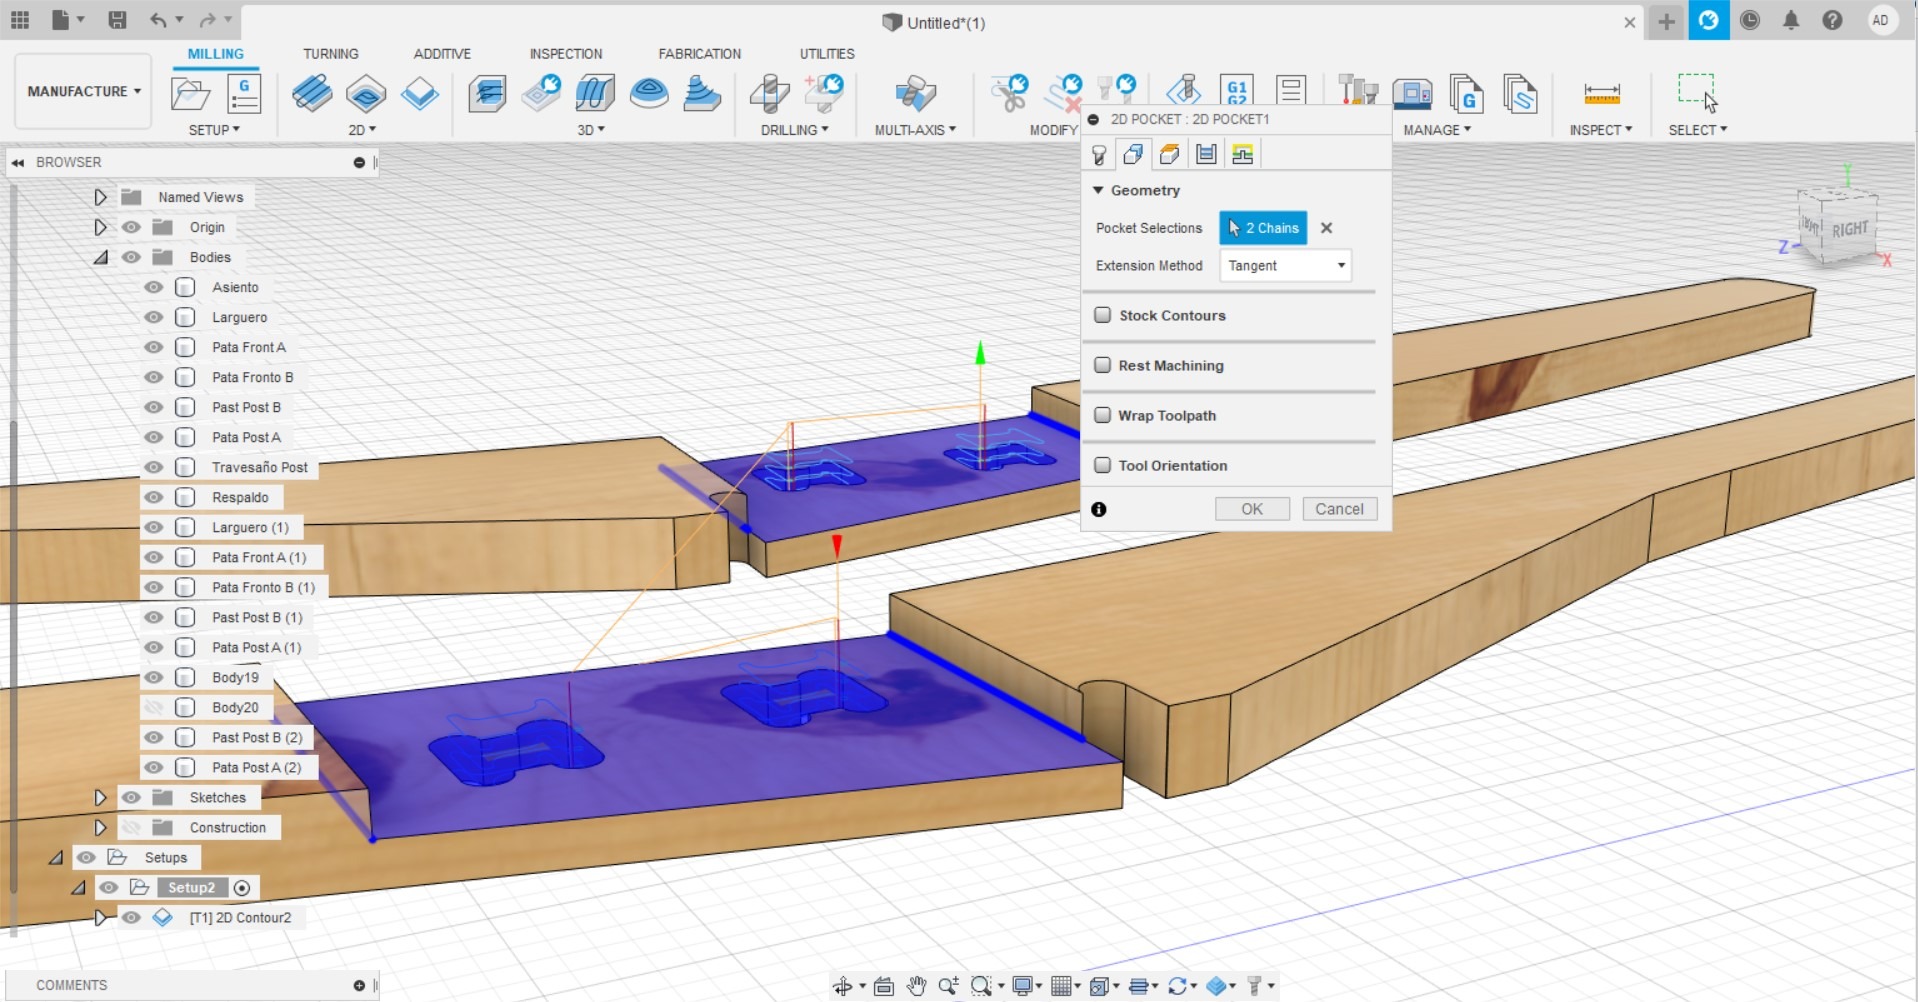 Untitled*(1)
AD
MANUFACTURE
MILLING
TURNING
ADDITIVE
INSPECTION
FABRICATION
UTILITIES
G
G1
G2
G
SETUP
2D
3D
DRILLING
MULTI-AXIS
MODIFY
MANAGE
INSPECT
SELECT
BROWSER
Named Views
Origin
Bodies
Asiento
Larguero
Pata Front A
Pata Fronto B
Past Post B
Pata Post A
Travesaño Post
Respaldo
Larguero (1)
Pata Front A (1)
Pata Fronto B (1)
Past Post B (1)
Pata Post A (1)
Body19
Body20
Past Post B (2)
Pata Post A (2)
Sketches
Construction
Setups
Setup2
[T1] 2D Contour2
2D POCKET : 2D POCKET1
Geometry
Pocket Selections 2 Chains
Extension Method Tangent
Stock Contours
Rest Machining
Wrap Toolpath
Tool Orientation
OK Cancel
Y
RIGHT
Z
X
COMMENTS